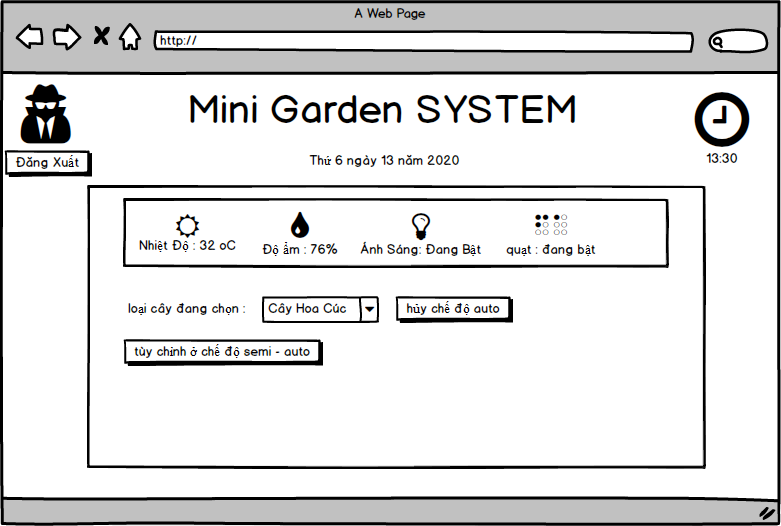 A Web Page
http://
Mini Garden SYSTEM
Đăng Xuất
Thứ 6 ngày 13 năm 2020
13:30
Nhiệt Độ : 32 oC
Độ ẩm : 76%
Ánh Sáng: Đang Bật
quạt : đang bật
loại cây đang chọn :
Cây Hoa Cúc
hủy chế độ auto
tùy chỉnh ở chế độ semi - auto